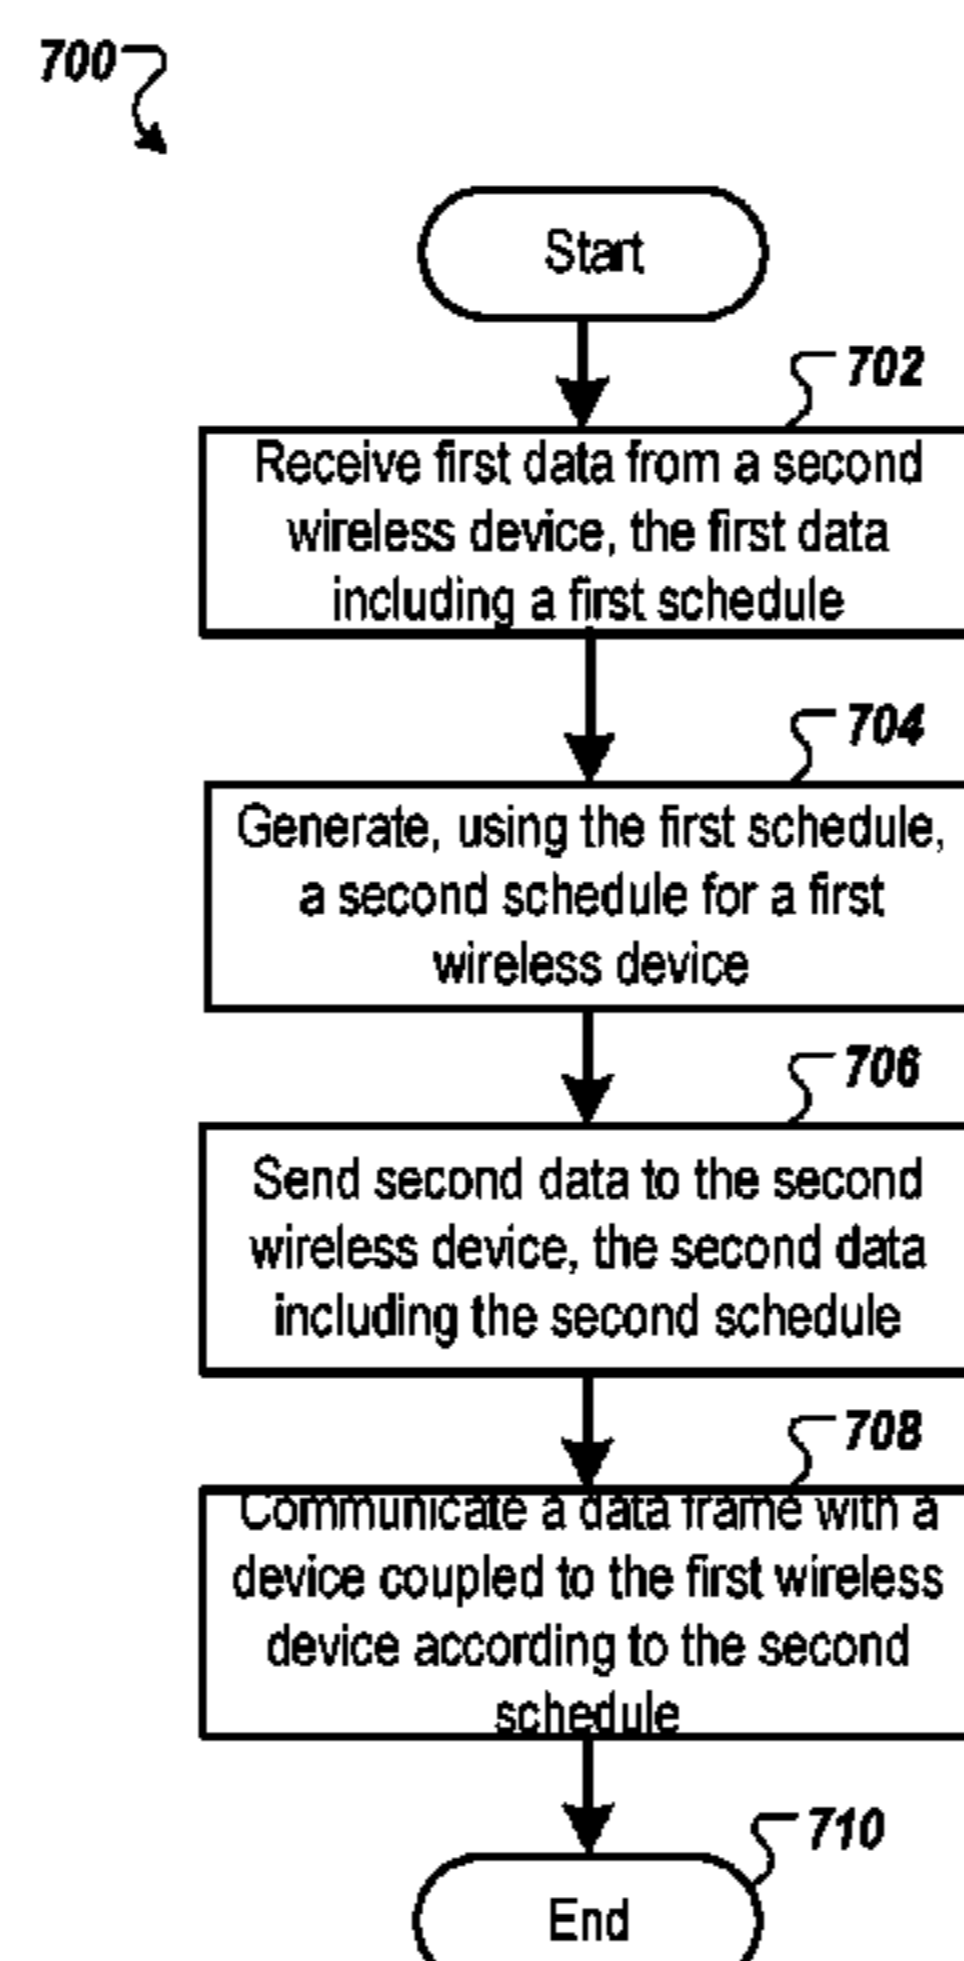 700
Start
702
Receive first data from a second
wireless device, the first data
including a first schedule
704
Generate, using the first schedule,
a second schedule for a first
wireless device
706
Send second data to the second
wireless device, the second data
including the second schedule
708
Communicate a data frame with a
device coupled to the first wireless
device according to the second
schedule
710
End